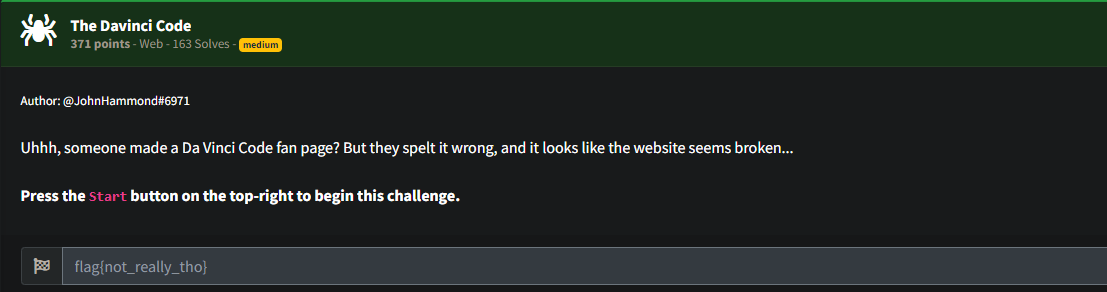 The Davinci Code
371 points - Web - 163 Solves - medium
Author: @JohnHammond#6971
Uhhh, someone made a Da Vinci Code fan page? But they spelt it wrong, and it looks like the website seems broken...
Press the Start button on the top-right to begin this challenge.
flag{not_really_tho}